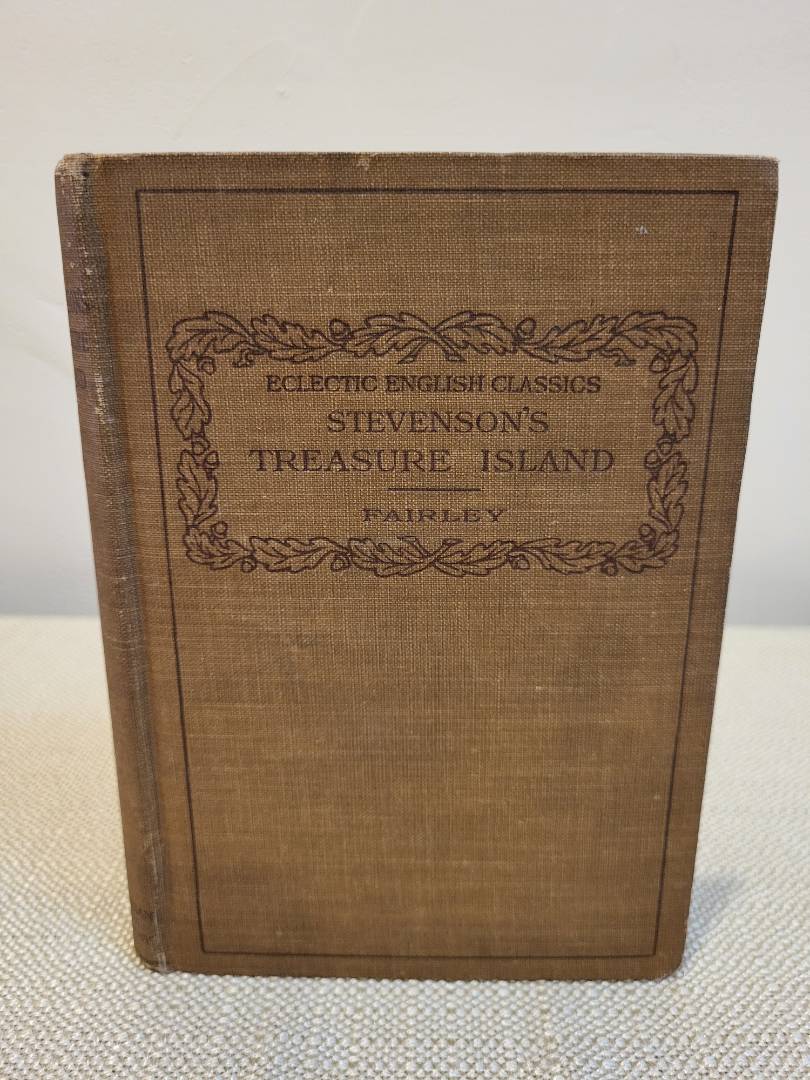 ECLECTIC ENGLISH CLASSICS
STEVENSON'S
TREASURE ISLAND
FAIRLEY